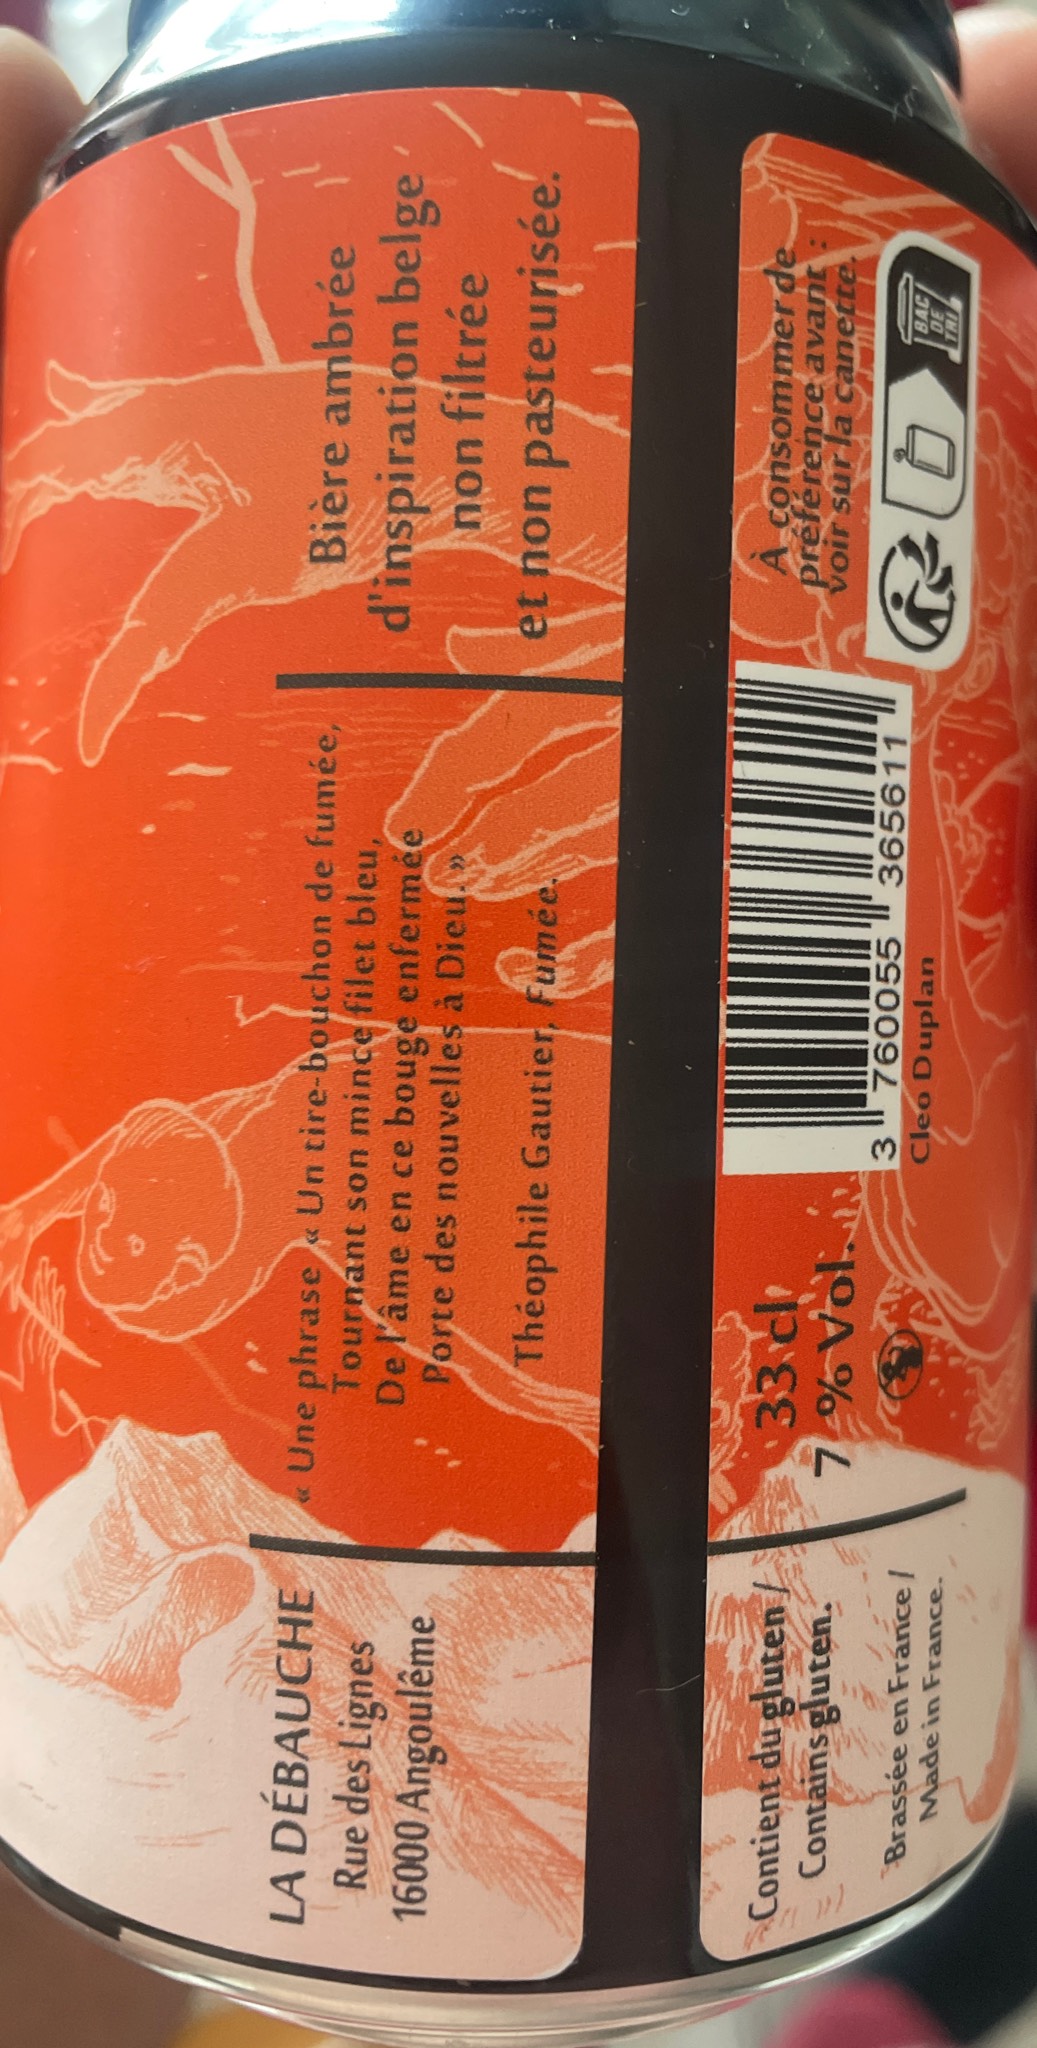 LA DÉBAUCHE
Rue des Lignes
16000 Angoulême
« Une phrase « Un tire-bouchon de fumée,
Tournant son mince filet bleu,
De l'âme en ce bouge enfermée
Porte des nouvelles à Dieu. »
Théophile Gautier, Fumée.
Bière ambrée
d'inspiration belge
non filtrée
et non pasteurisée.
Contient du gluten /
Contains gluten.
Brassée en France /
Made in France.
33 cl
7 % Vol.
3 760055 365611
Cleo Duplan
À consommer de
préférence avant :
voir sur la canette.
BAC
DE
TRI